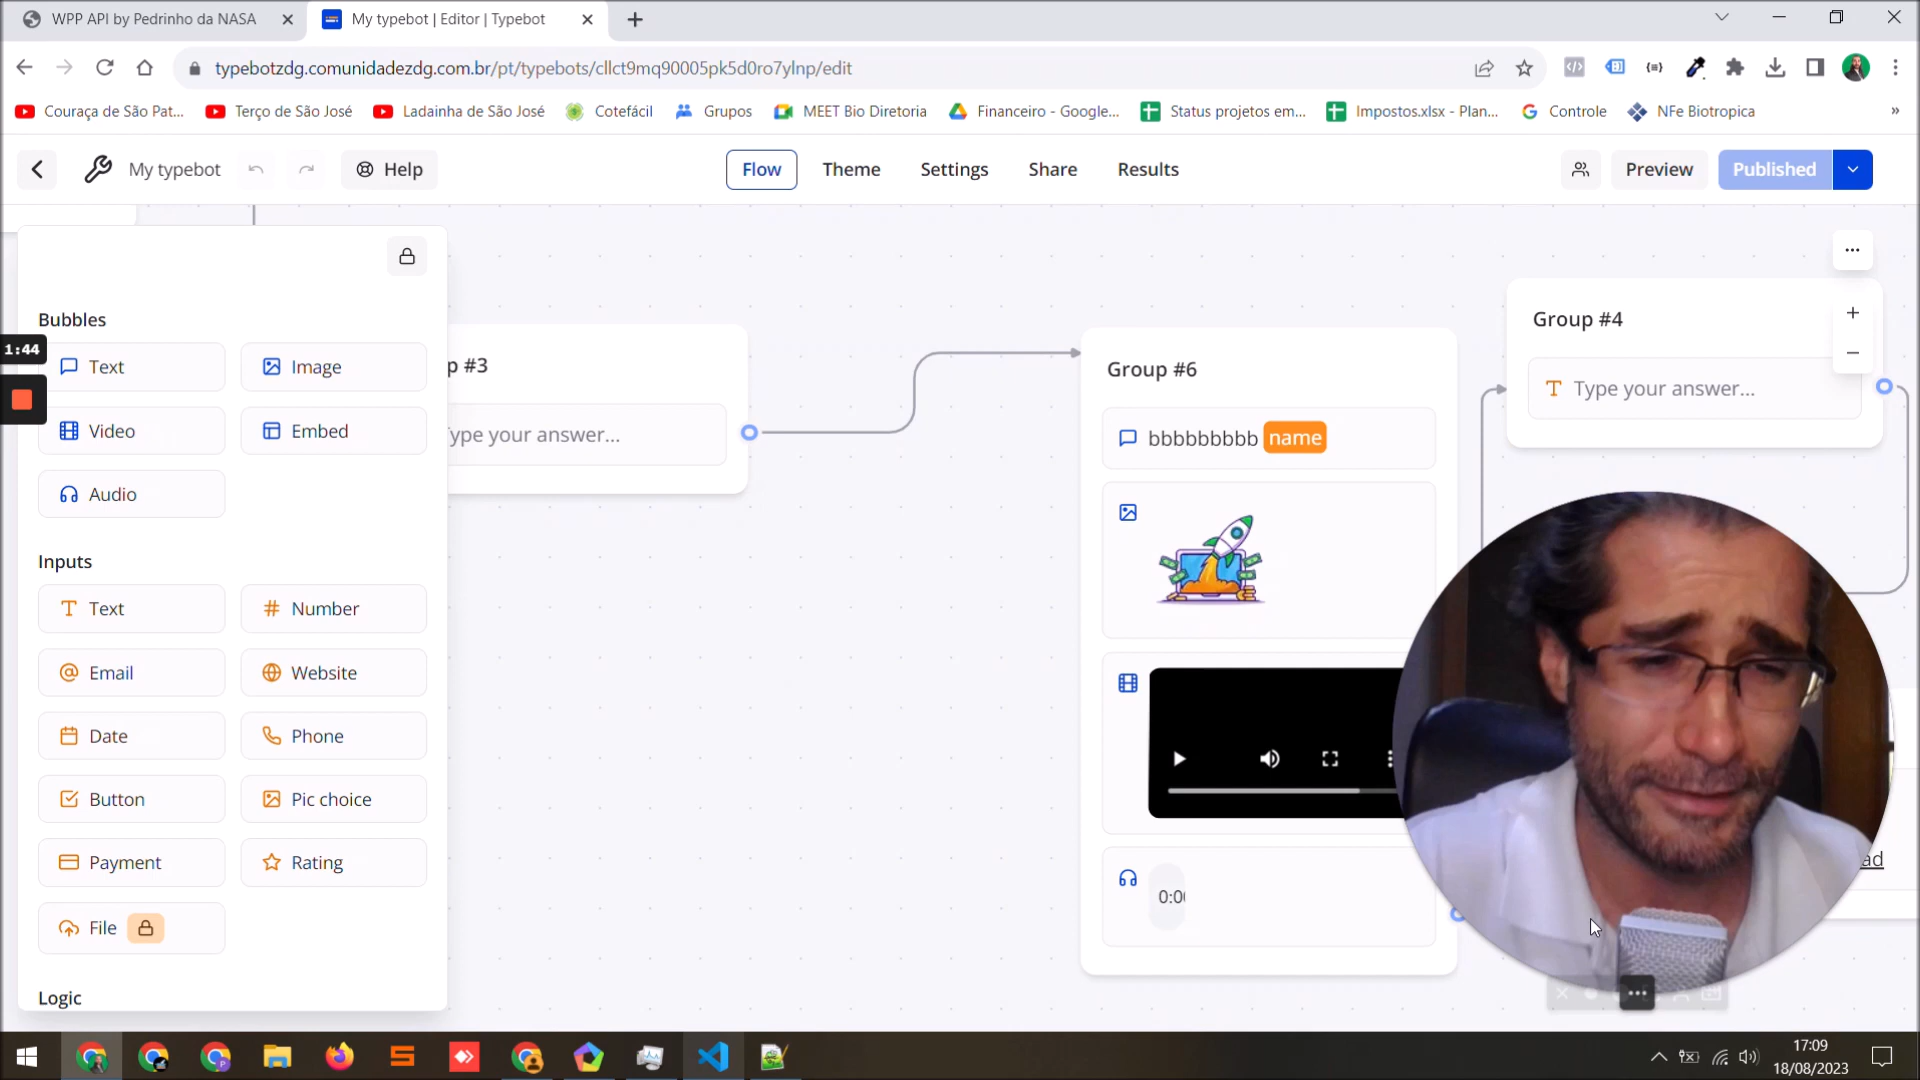 WPP API by Pedrinho da NASA
My typebot | Editor | Typebot
typebotzdg.comunidadezdg.com.br/pt/typebots/cllct9mq90005pk5d0ro7ylnp/edit
Couraça de São Pat...
Terço de São José
Ladainha de São José
Cotefácil
Grupos
MEET Bio Diretoria
Financeiro - Google...
Status projetos em...
Impostos.xlsx - Plan...
Controle
NFe Biotropica
»
My typebot
Help
Flow
Theme
Settings
Share
Results
Preview
Published
Bubbles
1:44
Text
Image
Video
Embed
Audio
Inputs
Text
Number
Email
Website
Date
Phone
Button
Pic choice
Payment
Rating
File
Logic
p #3
Type your answer...
Group #6
bbbbbbbbb name
0:0
Group #4
Type your answer...
ad
17:09
18/08/2023